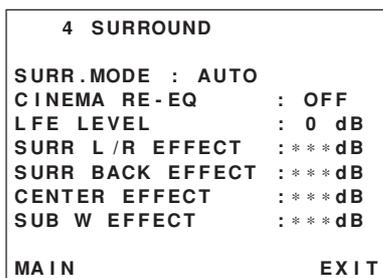 4 SURROUND
SURR.MODE : AUTO
CINEMA RE-EQ : OFF
LFE LEVEL : 0 dB
SURR L/R EFFECT :***dB
SURR BACK EFFECT :***dB
CENTER EFFECT :***dB
SUB W EFFECT :***dB
MAIN EXIT